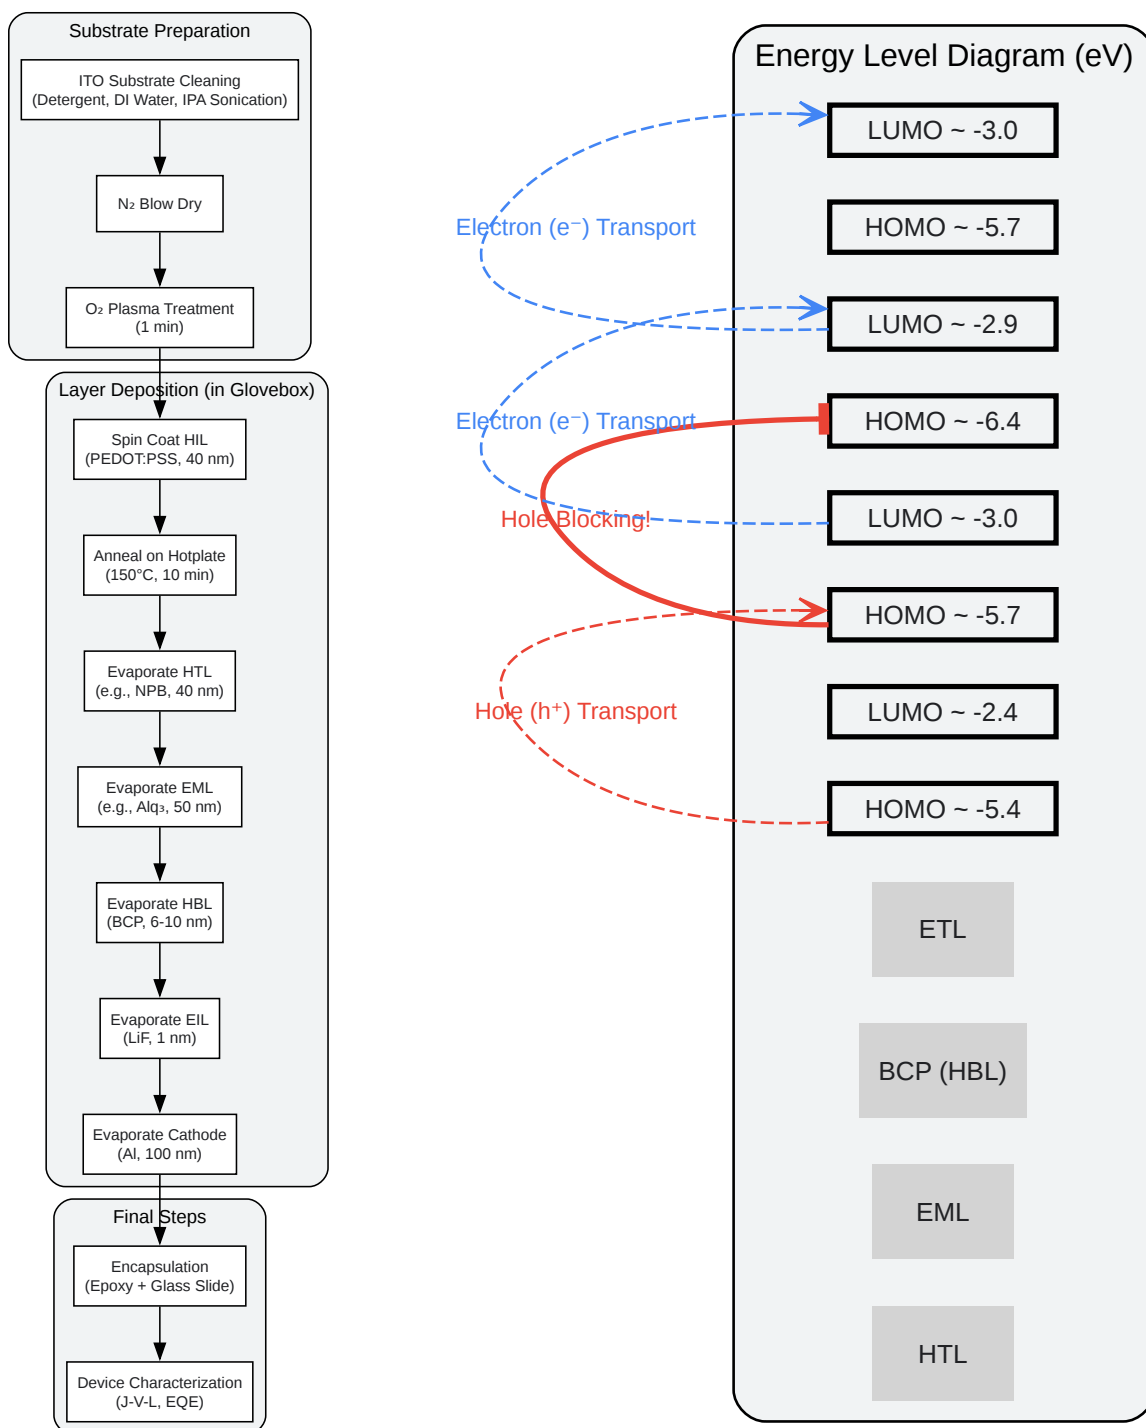 Substrate Preparation
ITO Substrate Cleaning
(Detergent, DI Water, IPA Sonication)
N₂ Blow Dry
O₂ Plasma Treatment
(1 min)
Layer Deposition (in Glovebox)
Spin Coat HIL
(PEDOT:PSS, 40 nm)
Anneal on Hotplate
(150°C, 10 min)
Evaporate HTL
(e.g., NPB, 40 nm)
Evaporate EML
(e.g., Alq₃, 50 nm)
Evaporate HBL
(BCP, 6-10 nm)
Evaporate EIL
(LiF, 1 nm)
Evaporate Cathode
(Al, 100 nm)
Final Steps
Encapsulation
(Epoxy + Glass Slide)
Device Characterization
(J-V-L, EQE)
Energy Level Diagram (eV)
LUMO ~ -3.0
Electron (e⁻) Transport
HOMO ~ -5.7
LUMO ~ -2.9
Electron (e⁻) Transport
HOMO ~ -6.4
Hole Blocking!
LUMO ~ -3.0
HOMO ~ -5.7
Hole (h⁺) Transport
LUMO ~ -2.4
HOMO ~ -5.4
ETL
BCP (HBL)
EML
HTL